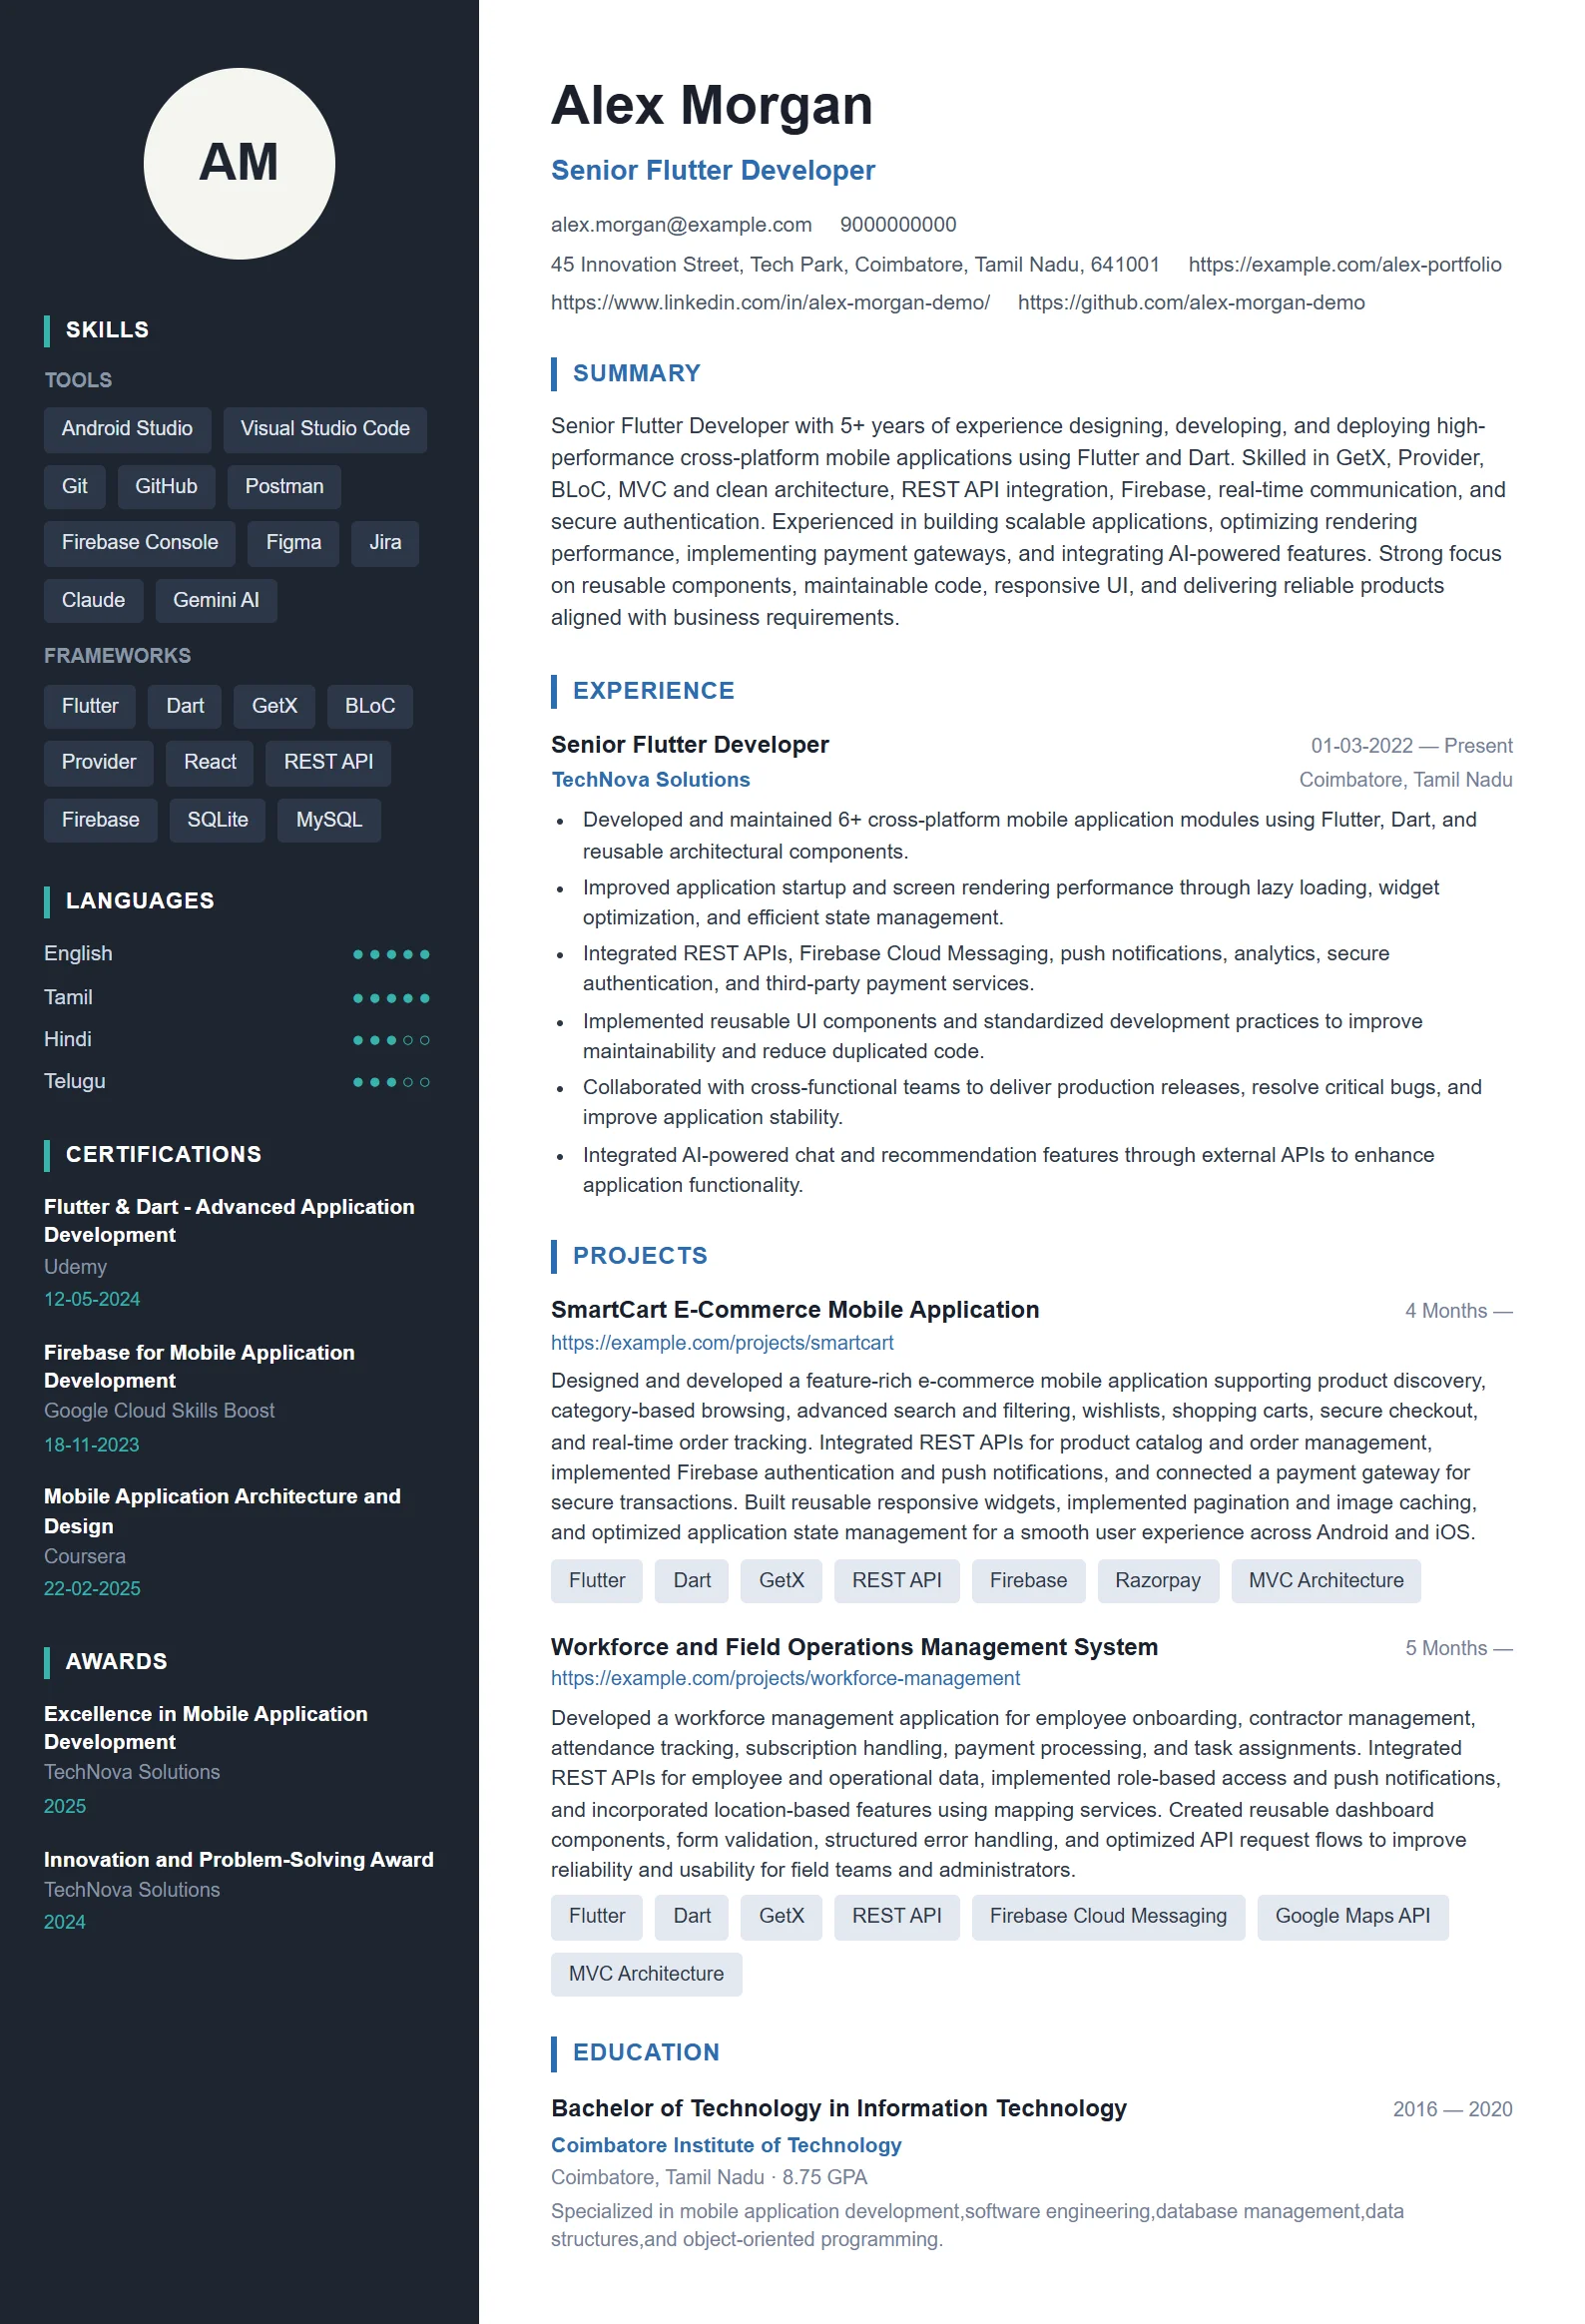 AM
SKILLS
TOOLS
Android Studio Visual Studio Code
Git GitHub Postman
Firebase Console Figma Jira
Claude Gemini AI
FRAMEWORKS
Flutter Dart GetX BLoC
Provider React REST API
Firebase SQLite MySQL
LANGUAGES
English
Tamil
Hindi
Telugu
CERTIFICATIONS
Flutter & Dart - Advanced Application
Development
Udemy
12-05-2024
Firebase for Mobile Application
Development
Google Cloud Skills Boost
18-11-2023
Mobile Application Architecture and
Design
Coursera
22-02-2025
AWARDS
Excellence in Mobile Application
Development
TechNova Solutions
2025
Innovation and Problem-Solving Award
TechNova Solutions
2024
Alex Morgan
Senior Flutter Developer
alex.morgan@example.com 9000000000
45 Innovation Street, Tech Park, Coimbatore, Tamil Nadu, 641001 https://example.com/alex-portfolio
https://www.linkedin.com/in/alex-morgan-demo/ https://github.com/alex-morgan-demo
SUMMARY
Senior Flutter Developer with 5+ years of experience designing, developing, and deploying high-
performance cross-platform mobile applications using Flutter and Dart. Skilled in GetX, Provider,
BLoC, MVC and clean architecture, REST API integration, Firebase, real-time communication, and
secure authentication. Experienced in building scalable applications, optimizing rendering
performance, implementing payment gateways, and integrating AI-powered features. Strong focus
on reusable components, maintainable code, responsive UI, and delivering reliable products
aligned with business requirements.
EXPERIENCE
Senior Flutter Developer 01-03-2022 — Present
TechNova Solutions Coimbatore, Tamil Nadu
• Developed and maintained 6+ cross-platform mobile application modules using Flutter, Dart, and
reusable architectural components.
• Improved application startup and screen rendering performance through lazy loading, widget
optimization, and efficient state management.
• Integrated REST APIs, Firebase Cloud Messaging, push notifications, analytics, secure
authentication, and third-party payment services.
• Implemented reusable UI components and standardized development practices to improve
maintainability and reduce duplicated code.
• Collaborated with cross-functional teams to deliver production releases, resolve critical bugs, and
improve application stability.
• Integrated AI-powered chat and recommendation features through external APIs to enhance
application functionality.
PROJECTS
SmartCart E-Commerce Mobile Application 4 Months —
https://example.com/projects/smartcart
Designed and developed a feature-rich e-commerce mobile application supporting product discovery,
category-based browsing, advanced search and filtering, wishlists, shopping carts, secure checkout,
and real-time order tracking. Integrated REST APIs for product catalog and order management,
implemented Firebase authentication and push notifications, and connected a payment gateway for
secure transactions. Built reusable responsive widgets, implemented pagination and image caching,
and optimized application state management for a smooth user experience across Android and iOS.
Flutter Dart GetX REST API Firebase Razorpay MVC Architecture
Workforce and Field Operations Management System 5 Months —
https://example.com/projects/workforce-management
Developed a workforce management application for employee onboarding, contractor management,
attendance tracking, subscription handling, payment processing, and task assignments. Integrated
REST APIs for employee and operational data, implemented role-based access and push notifications,
and incorporated location-based features using mapping services. Created reusable dashboard
components, form validation, structured error handling, and optimized API request flows to improve
reliability and usability for field teams and administrators.
Flutter Dart GetX REST API Firebase Cloud Messaging Google Maps API
MVC Architecture
EDUCATION
Bachelor of Technology in Information Technology 2016 — 2020
Coimbatore Institute of Technology
Coimbatore, Tamil Nadu · 8.75 GPA
Specialized in mobile application development,software engineering,database management,data
structures,and object-oriented programming.